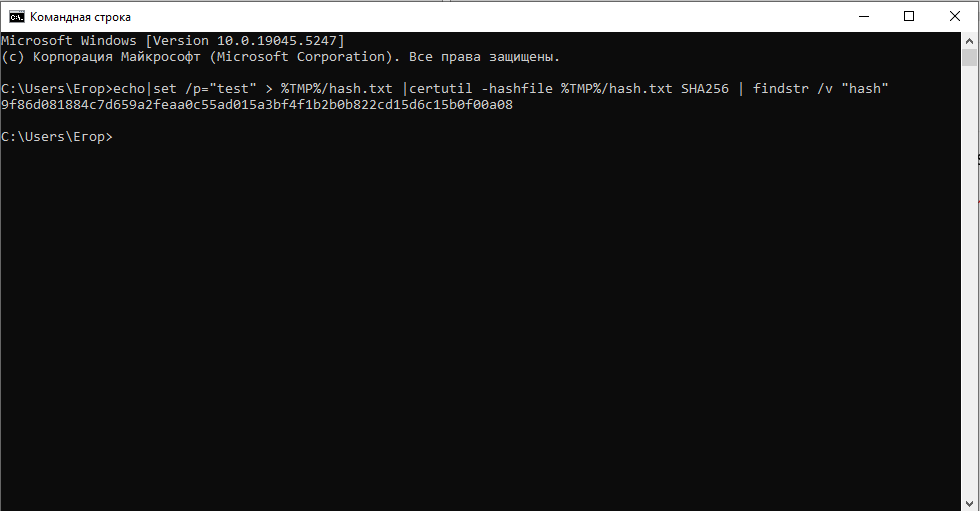 Командная строка
Microsoft Windows [Version 10.0.19045.5247]
(c) Корпорация Майкрософт (Microsoft Corporation). Все права защищены.
C:\Users\Егор>echo|set /p="test" > %TMP%/hash.txt |certutil -hashfile %TMP%/hash.txt SHA256 | findstr /v "hash"
9f86d081884c7d659a2feaa0c55ad015a3bf4f1b2b0b822cd15d6c15b0f00a08
C:\Users\Егор>